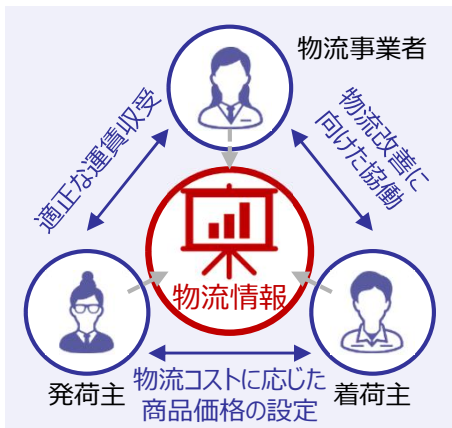 物流事業者
適正な運賃収受
物流改善に
向けた協働
物流情報
発荷主
物流コストに応じた
商品価格の設定
着荷主